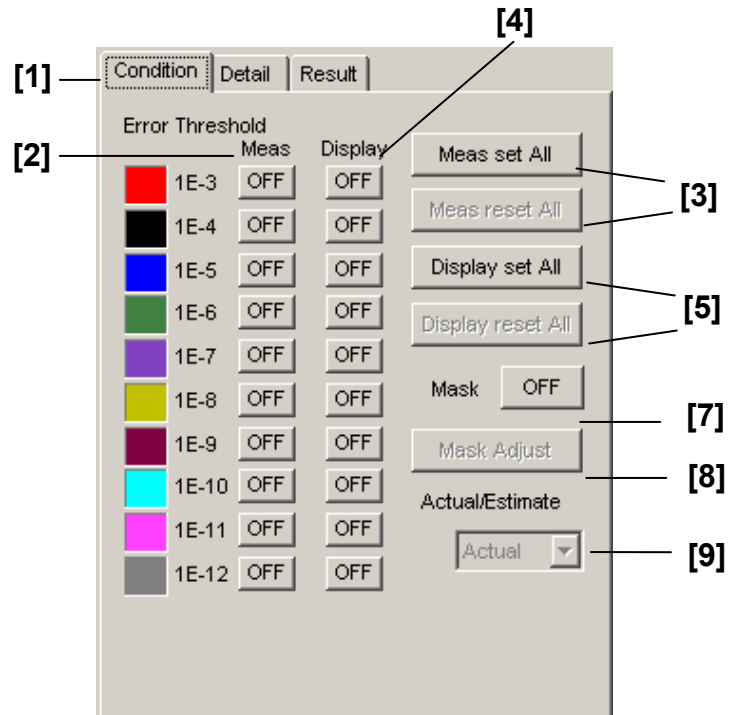 [4]
[1] Condition Detail Result
Error Threshold
[2] Meas Display Meas set All
1E-3 OFF OFF
[3]
Meas reset All
1E-4 OFF OFF
1E-5 OFF OFF Display set All
[5]
1E-6 OFF OFF Display reset All
1E-7 OFF OFF
Mask OFF
1E-8 OFF OFF
[7]
1E-9 OFF OFF Mask Adjust
[8]
1E-10 OFF OFF
Actual/Estimate
1E-11 OFF OFF
Actual [9]
1E-12 OFF OFF